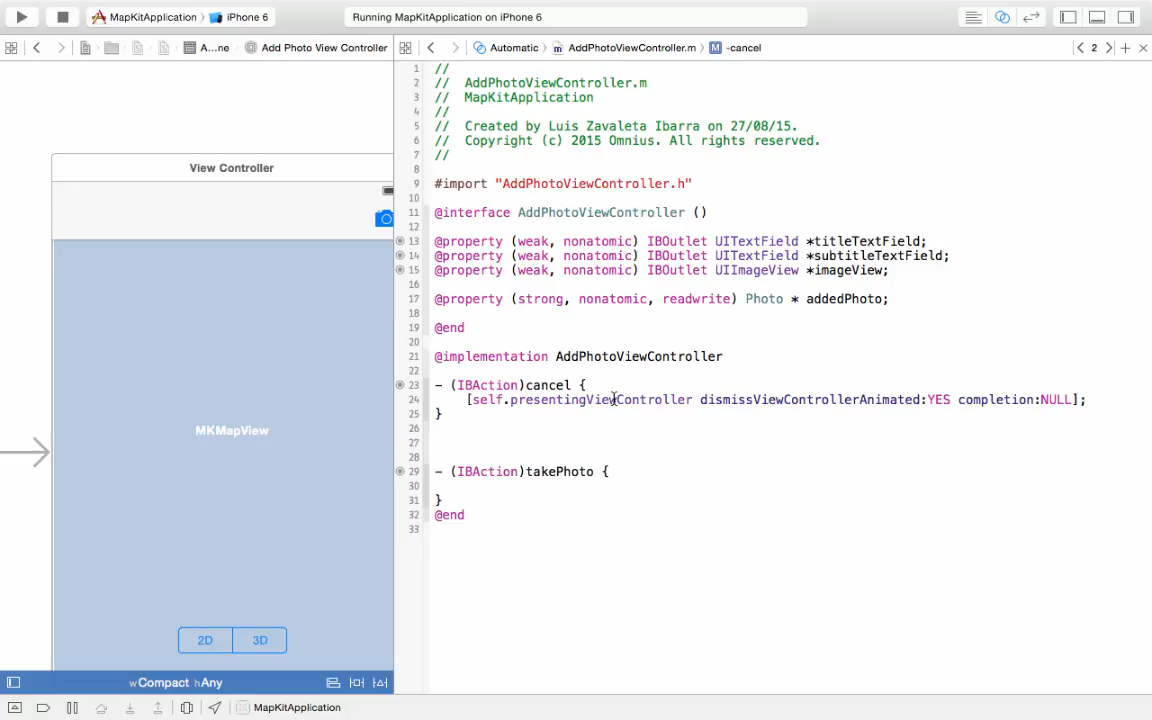 MapKitApplication › iPhone 6
Running MapKitApplication on iPhone 6
A...ne › Add Photo View Controller
Automatic › AddPhotoViewController.m › M -cancel
2
View Controller
MKMapView
2D 3D
wCompact hAny
1 //
2 //  AddPhotoViewController.m
3 //  MapKitApplication
4 //
5 //  Created by Luis Zavaleta Ibarra on 27/08/15.
6 //  Copyright (c) 2015 Omnius. All rights reserved.
7 //
8
9 #import "AddPhotoViewController.h"
10
11 @interface AddPhotoViewController ()
12
13 @property (weak, nonatomic) IBOutlet UITextField *titleTextField;
14 @property (weak, nonatomic) IBOutlet UITextField *subtitleTextField;
15 @property (weak, nonatomic) IBOutlet UIImageView *imageView;
16
17 @property (strong, nonatomic, readwrite) Photo * addedPhoto;
18
19 @end
20
21 @implementation AddPhotoViewController
22
23 - (IBAction)cancel {
24     [self.presentingViewController dismissViewControllerAnimated:YES completion:NULL];
25 }
26
27
28
29 - (IBAction)takePhoto {
30
31 }
32 @end
33
MapKitApplication